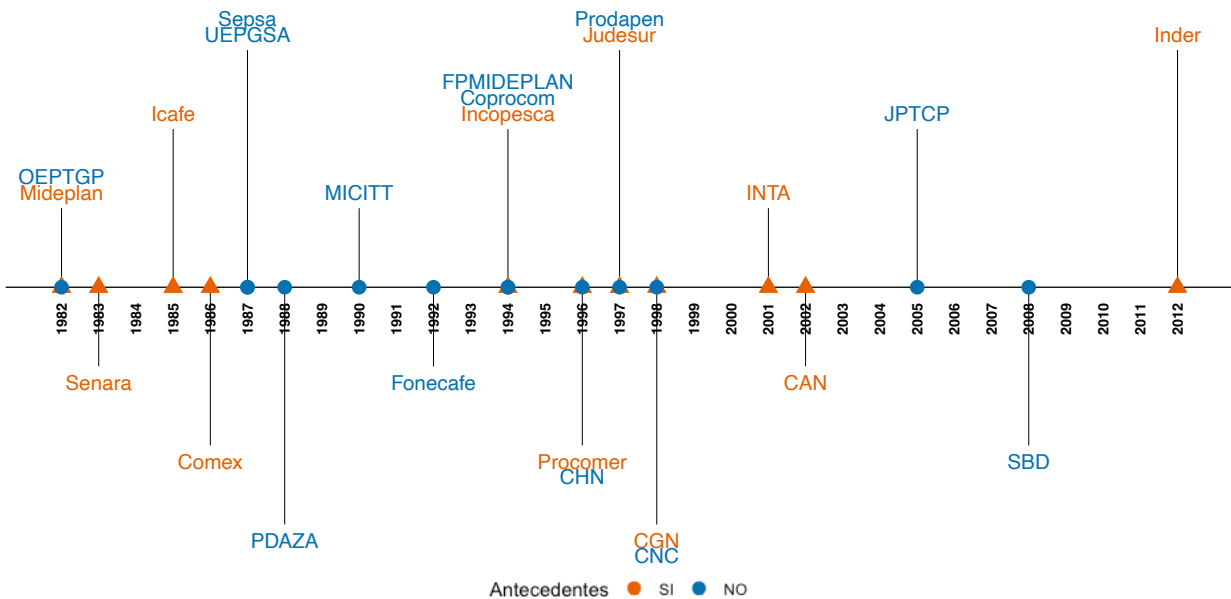 Sepsa
UEPGSA
Prodapen
Judesur
Inder
FPMIDEPLAN
Coprocom
Incopesca
Icafe
JPTCP
OEPTGP
Mideplan
MICITT
INTA
1982
1983
1984
1985
1986
1987
1988
1989
1990
1991
1992
1993
1994
1995
1996
1997
1998
1999
2000
2001
2002
2003
2004
2005
2006
2007
2008
2009
2010
2011
2012
Senara
Fonecafe
CAN
Comex
Procomer
CHN
SBD
PDAZA
CGN
CNC
Antecedentes SI NO